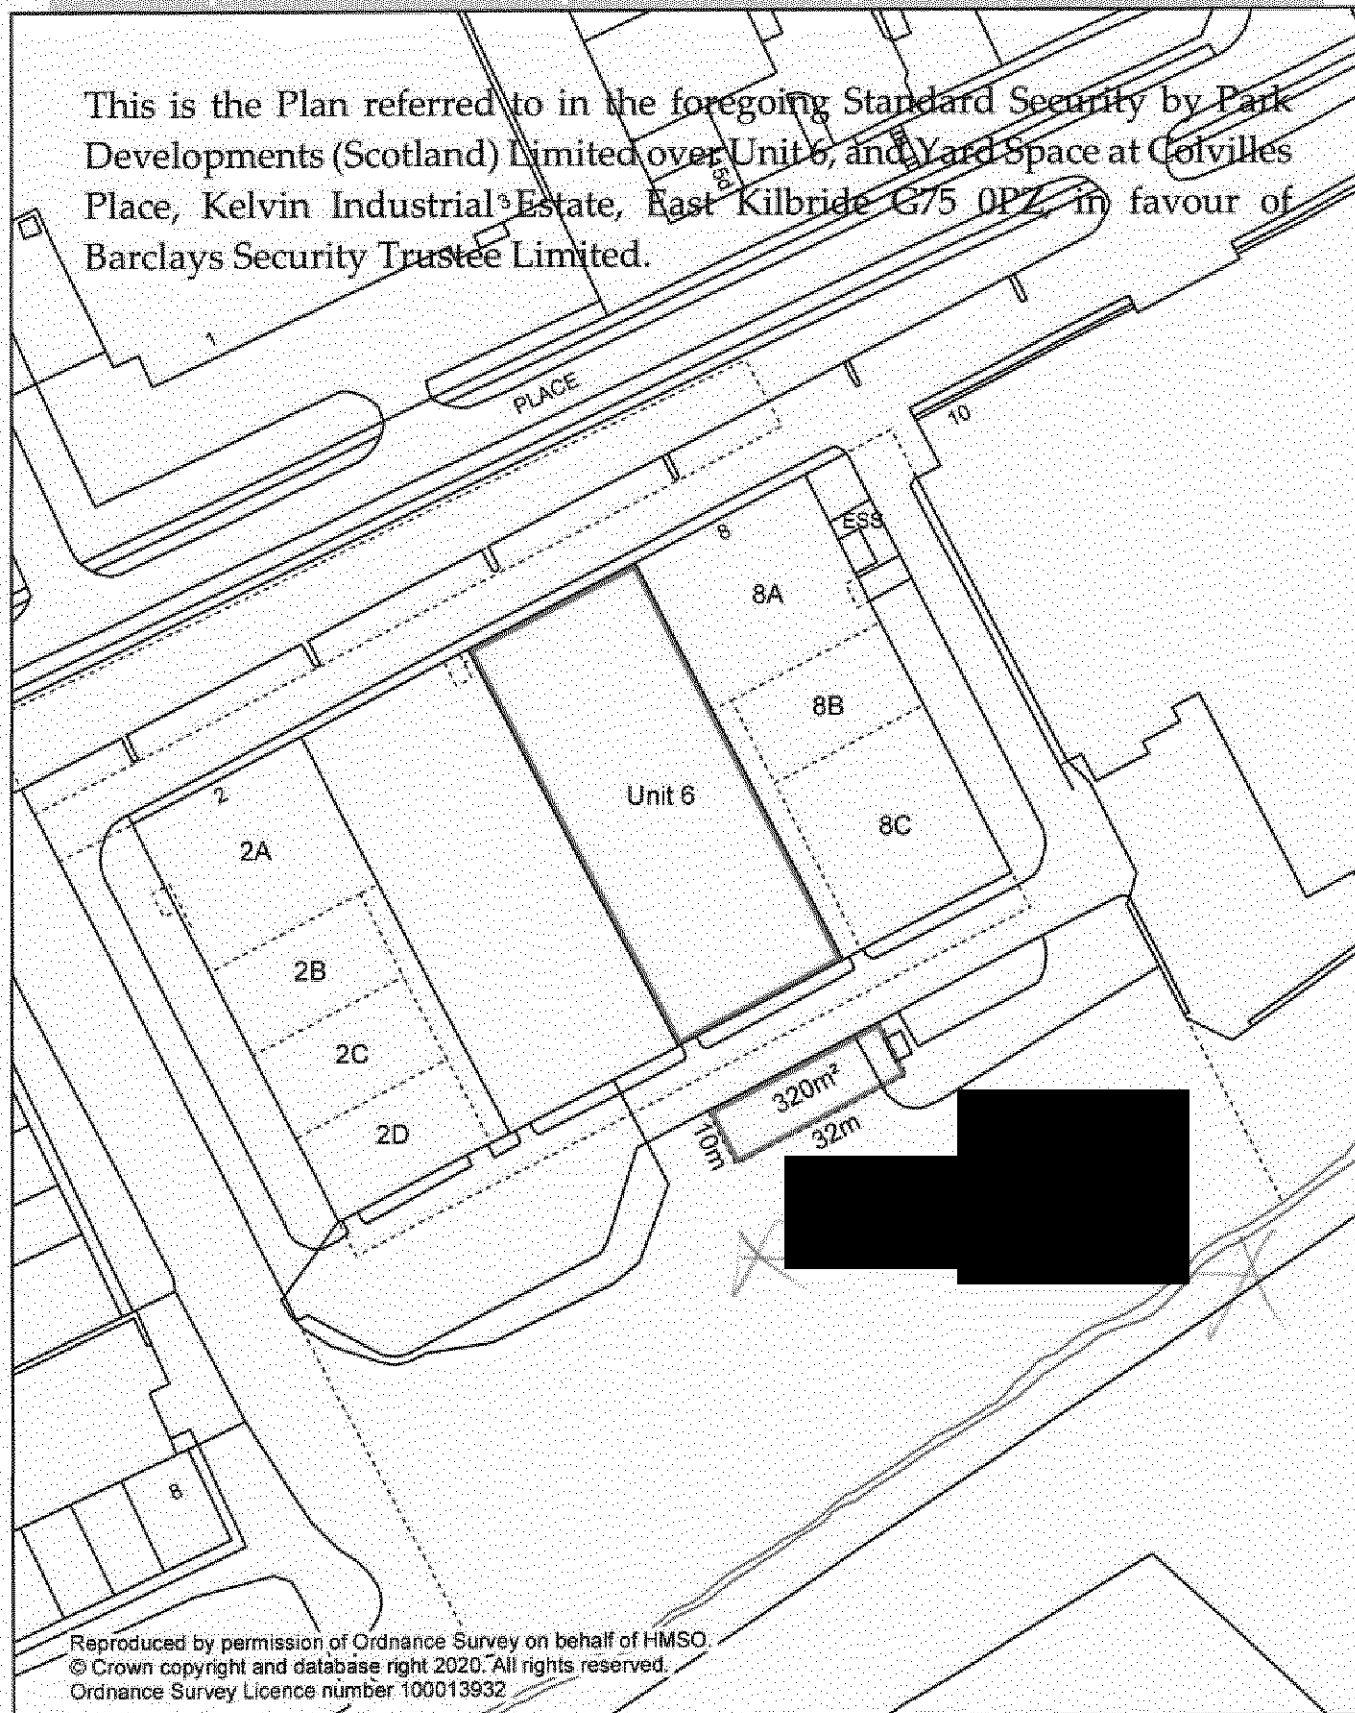 This is the Plan referred to in the foregoing Standard Security by Park
Developments (Scotland) Limited over Unit 6, and Yard Space at Colvilles
Place, Kelvin Industrial Estate, East Kilbride G75 0PZ, in favour of
Barclays Security Trustee Limited.
3
1
PLACE
10
8
ESS
8A
8B
Unit 6
8C
2
2A
2B
2C
2D
320m²
10m
32m
8
Reproduced by permission of Ordnance Survey on behalf of HMSO.
© Crown copyright and database right 2020. All rights reserved.
Ordnance Survey Licence number 100013932